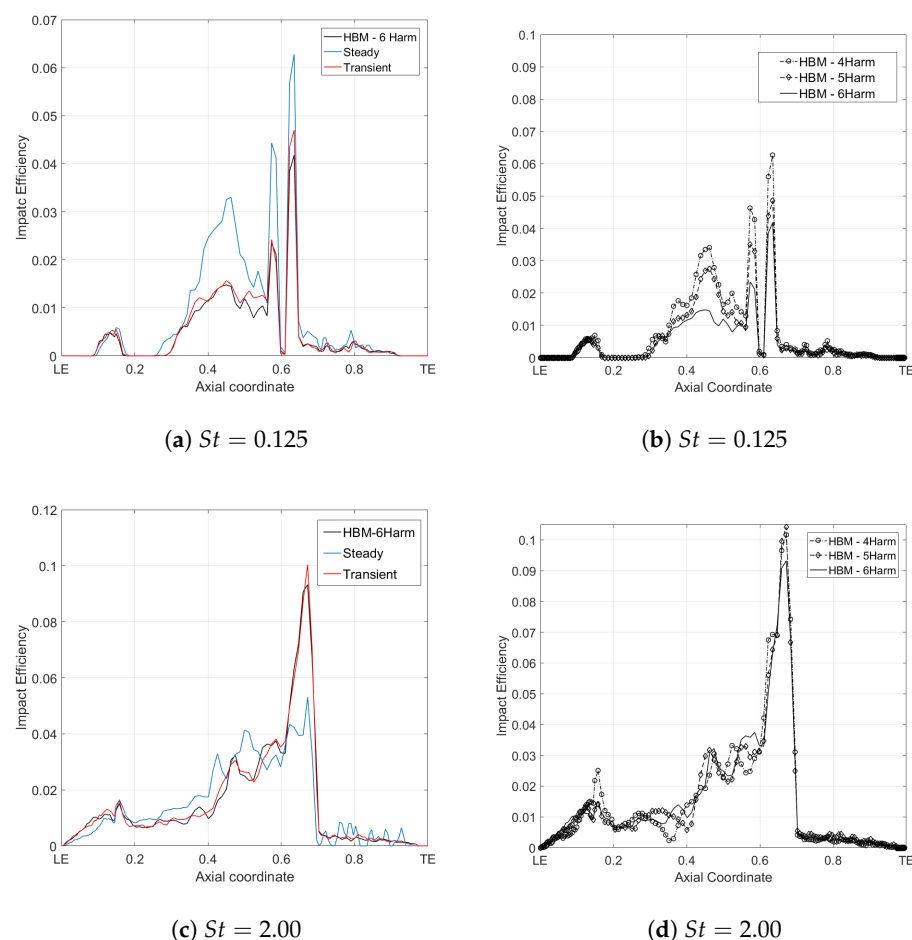 0.07
0.06
0.05
0.04
0.03
0.02
0.01
0
LE
0.2
0.4
0.6
0.8
TE
Impatc Efficiency
Axial coordinate
HBM - 6 Harm
Steady
Transient
(a) St = 0.125
0.1
0.09
0.08
0.07
0.06
0.05
0.04
0.03
0.02
0.01
0
LE
0.2
0.4
0.6
0.8
TE
Impact Efficiency
Axial Coordinate
HBM - 4Harm
HBM - 5Harm
HBM - 6Harm
(b) St = 0.125
0.12
0.1
0.08
0.06
0.04
0.02
0
LE
0.2
0.4
0.6
0.8
TE
Impact Efficiency
Axial Coordinate
HBM-6Harm
Steady
Transient
(c) St = 2.00
0.1
0.09
0.08
0.07
0.06
0.05
0.04
0.03
0.02
0.01
0
LE
0.2
0.4
0.6
0.8
TE
Impact Efficiency
Axial Coordinate
HBM - 4Harm
HBM - 5Harm
HBM - 6Harm
(d) St = 2.00